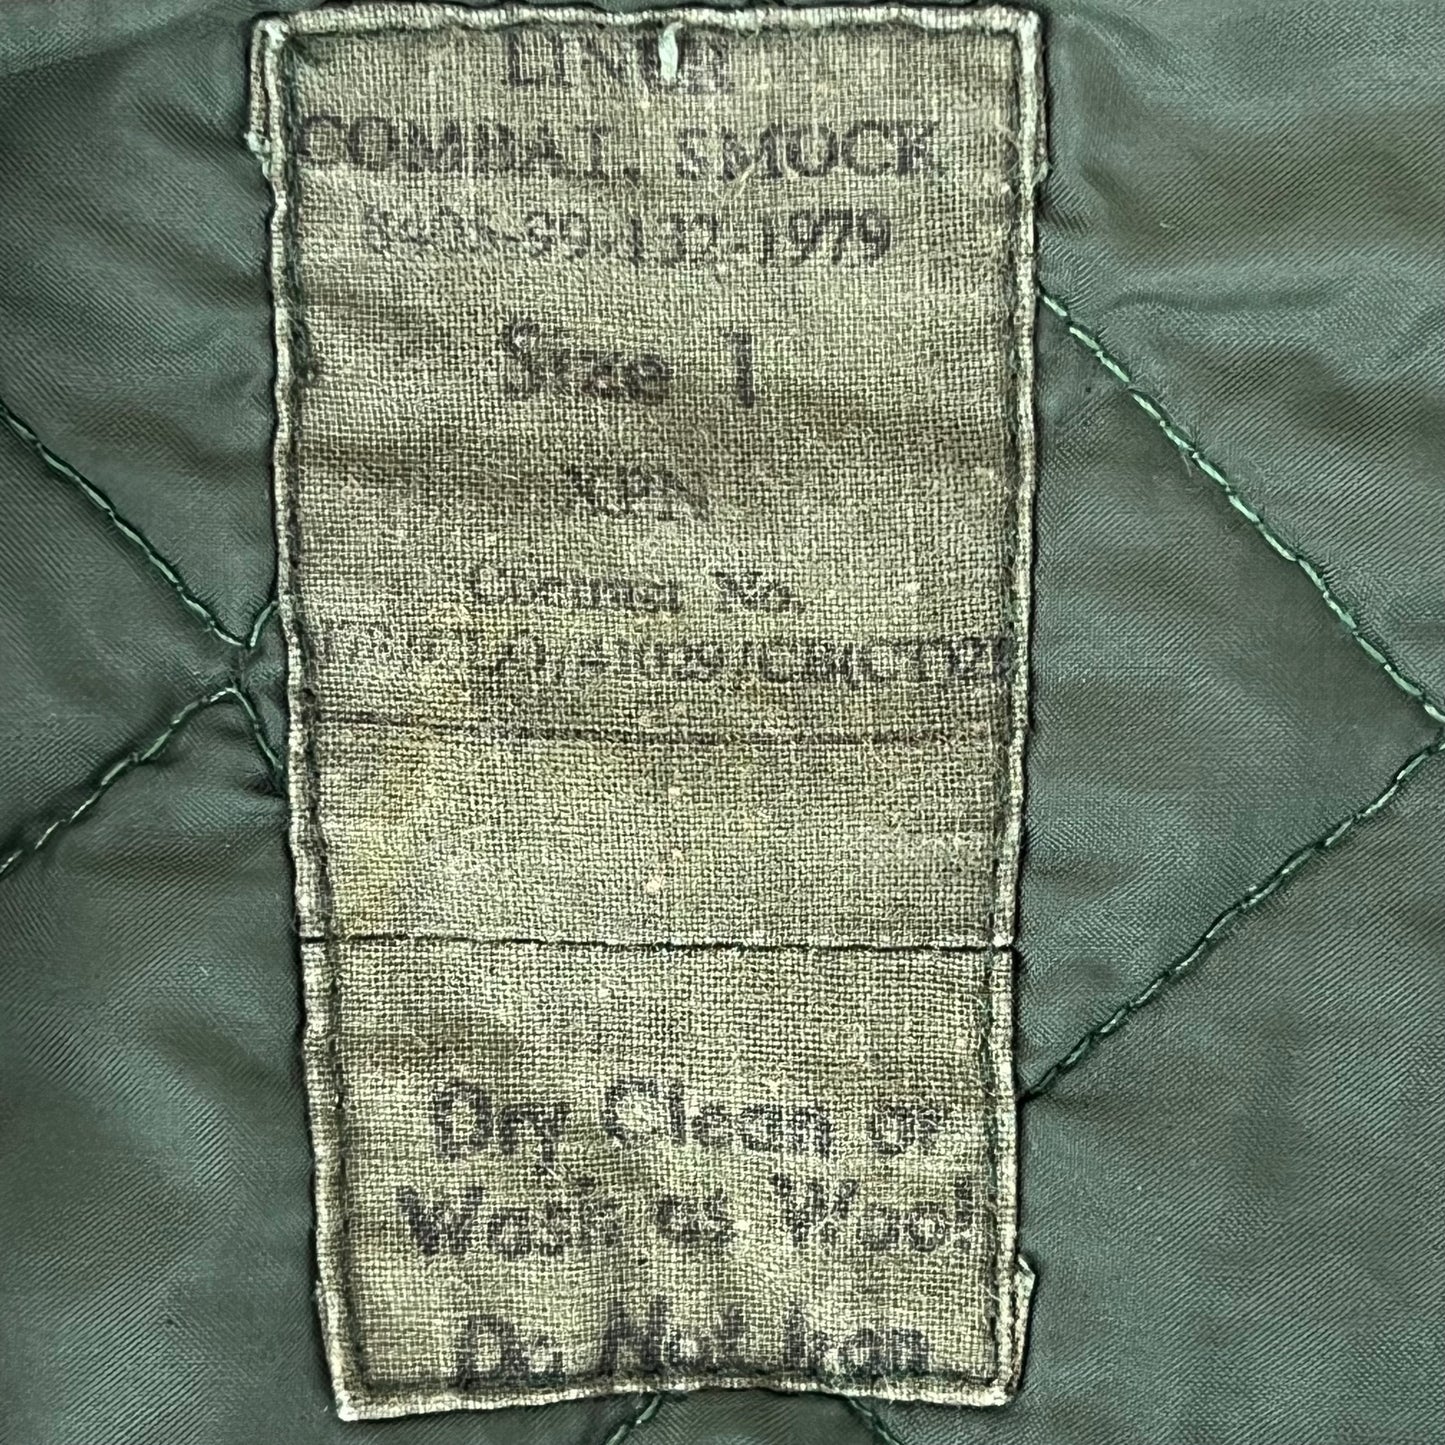 LINER
COMBAT, SMOCK
8405-99-132-1979
Size 1
KPN
Contract No.
Dry Clean or
Wash as Wool
Do Not Iron